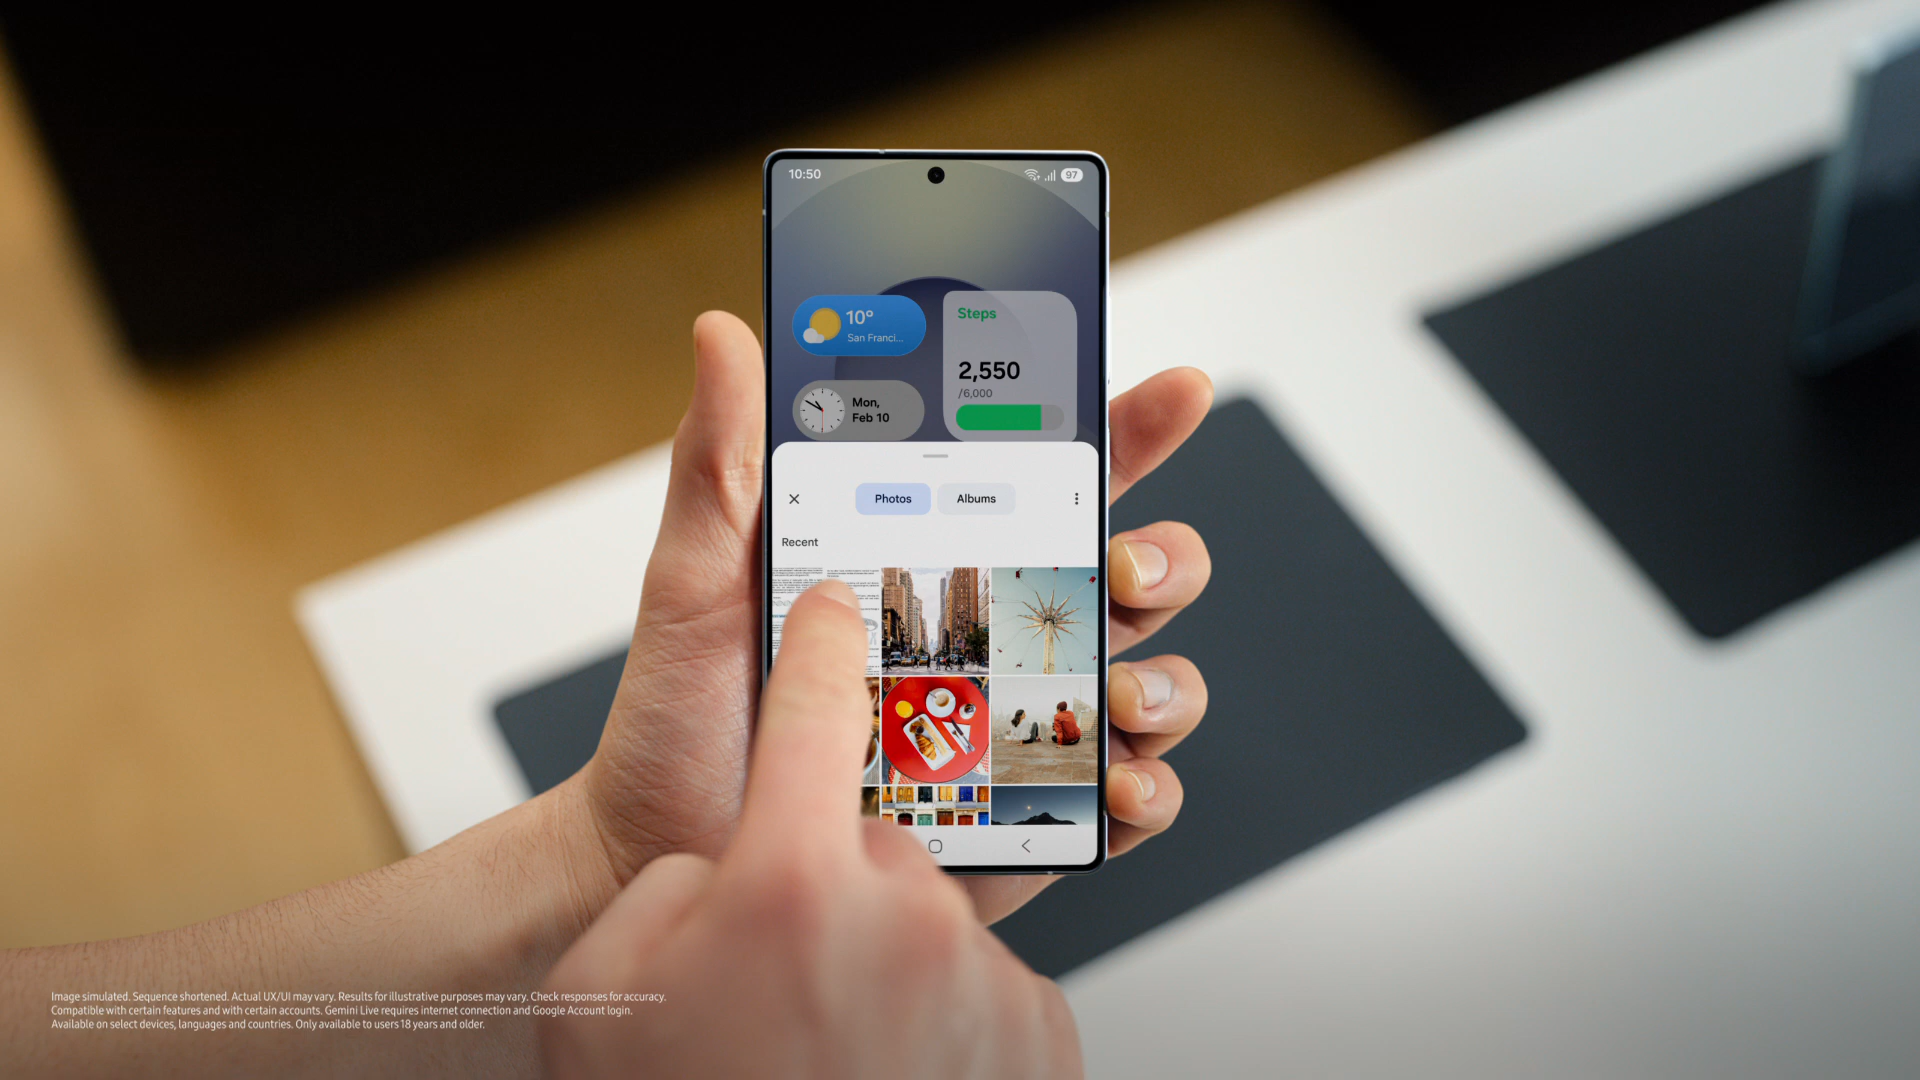 10:50
97
10°
San Franci...
Steps
2,550
/6,000
Mon,
Feb 10
Photos
Albums
Recent
Image simulated. Sequence shortened. Actual UX/UI may vary. Results for illustrative purposes may vary. Check responses for accuracy.
Compatible with certain features and with certain accounts. Gemini Live requires internet connection and Google Account login.
Available on select devices, languages and countries. Only available to users 18 years and older.